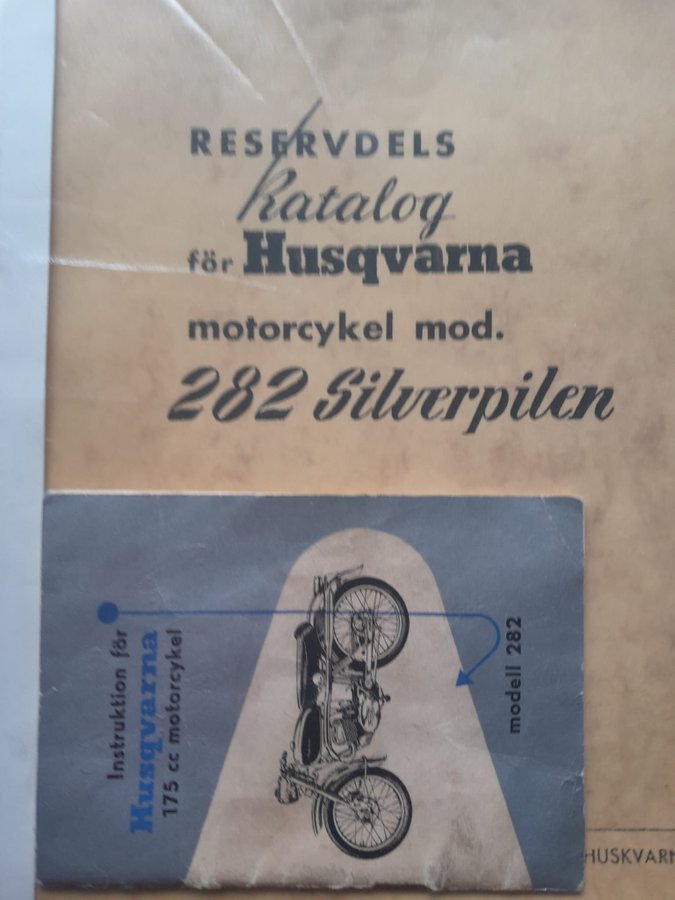 RESERVDELS
katalog
för Husqvarna
motorcykel mod.
282 Silverpilen
Instruktion för
Husqvarna
175 cc motorcykel
modell 282